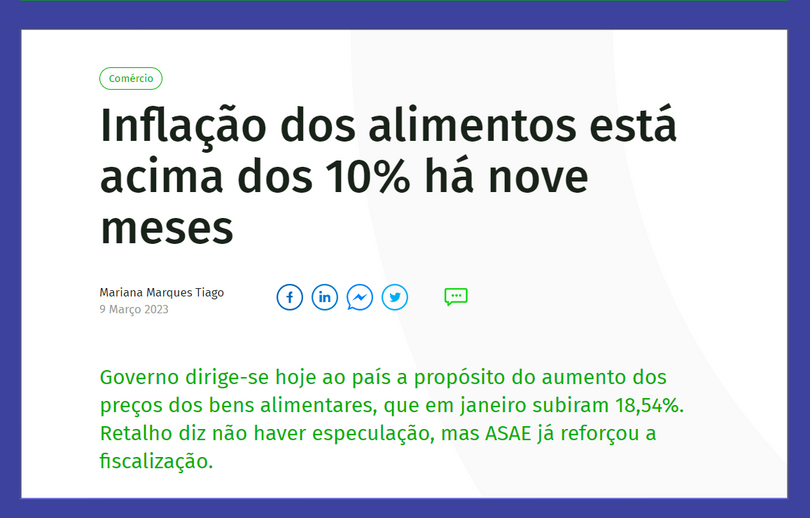 Comércio
Inflação dos alimentos está
acima dos 10% há nove
meses
Mariana Marques Tiago
9 Março 2023
Governo dirige-se hoje ao país a propósito do aumento dos
preços dos bens alimentares, que em janeiro subiram 18,54%.
Retalho diz não haver especulação, mas ASAE já reforçou a
fiscalização.